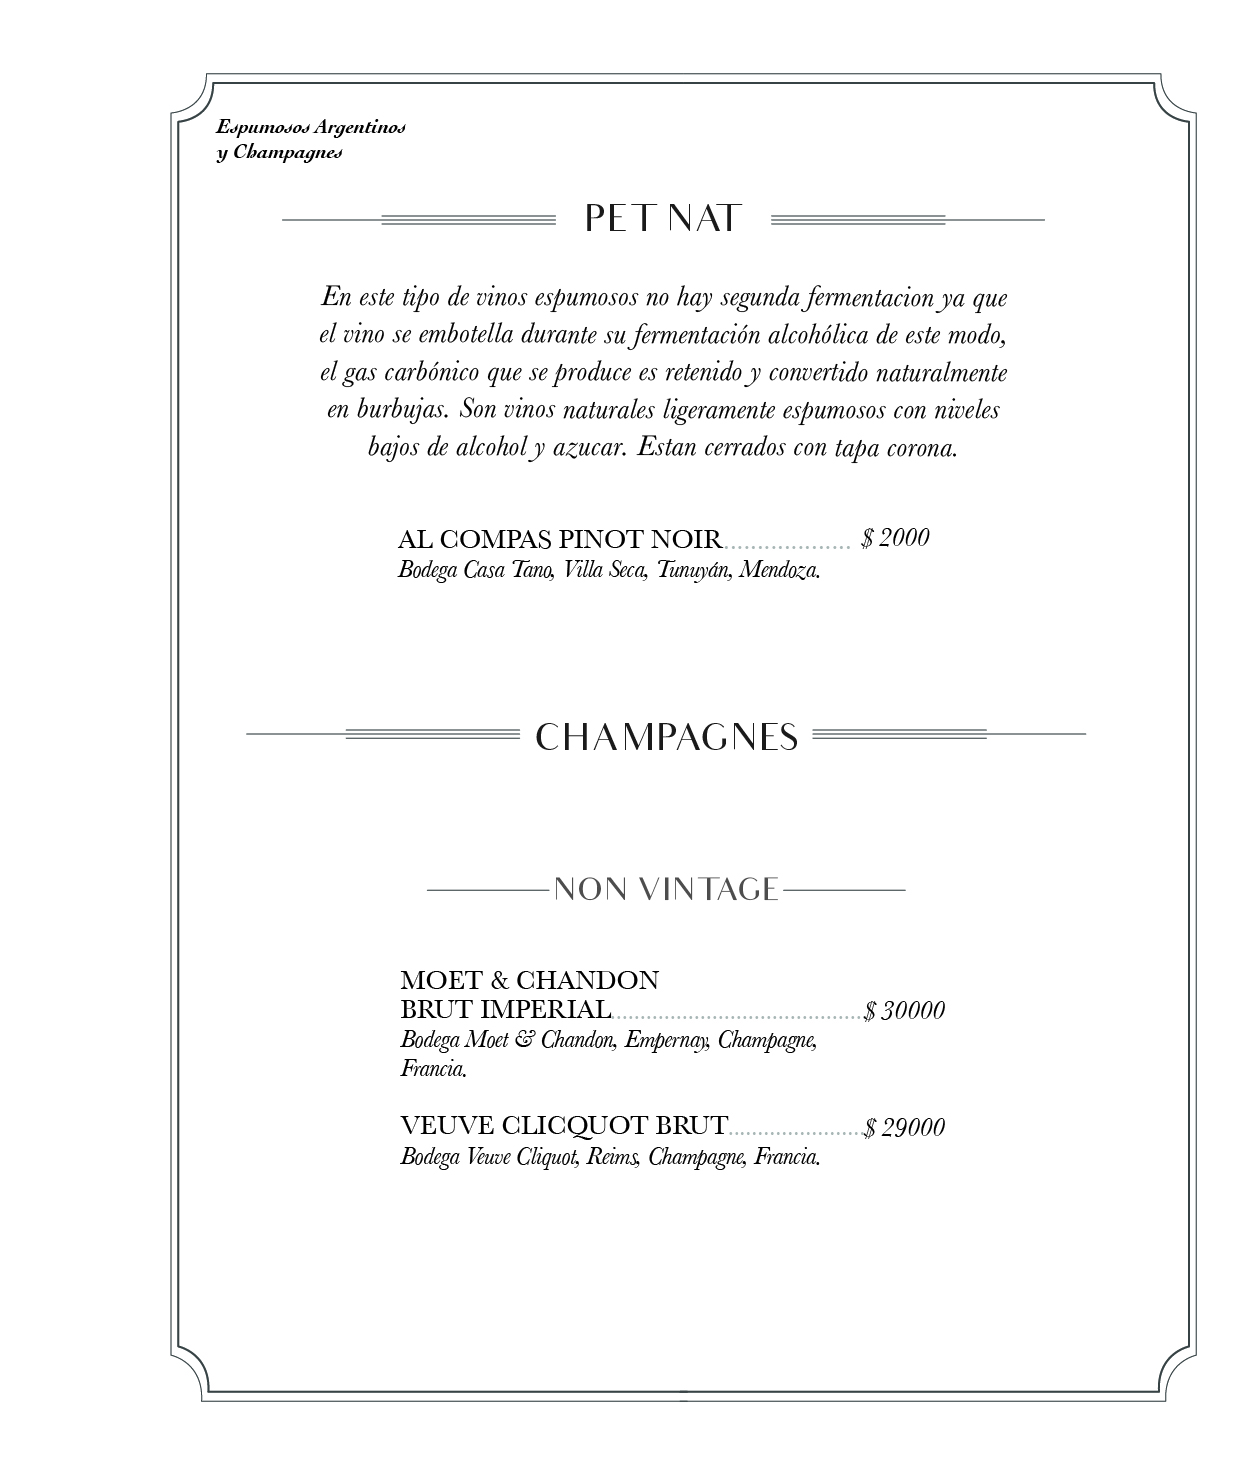 Espumosos Argentinos
y Champagnes
PET NAT
En este tipo de vinos espumosos no hay segunda fermentacion ya que
el vino se embotella durante su fermentación alcohólica de este modo,
el gas carbónico que se produce es retenido y convertido naturalmente
en burbujas. Son vinos naturales ligeramente espumosos con niveles
bajos de alcohol y azucar. Estan cerrados con tapa corona.
AL COMPAS PINOT NOIR................... $ 2000
Bodega Casa Tano, Villa Seca, Tunuyán, Mendoza.
CHAMPAGNES
NON VINTAGE
MOET & CHANDON
BRUT IMPERIAL......................................$ 30000
Bodega Moet & Chandon, Empernay, Champagne,
Francia.
VEUVE CLICQUOT BRUT.......................$ 29000
Bodega Veuve Cliquot, Reims, Champagne, Francia.